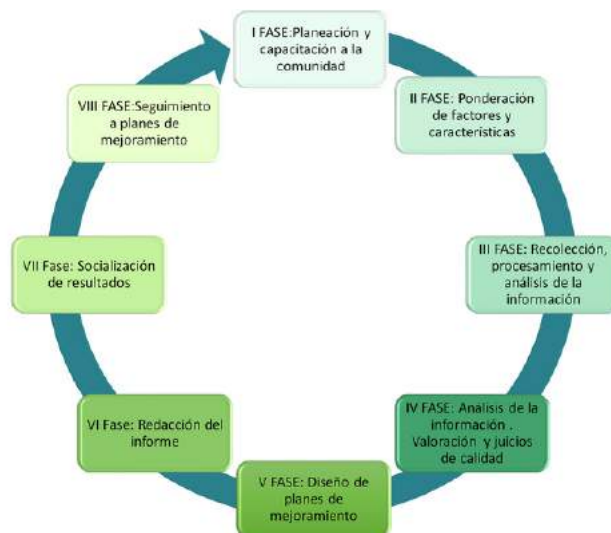 I FASE:Planeación y
capacitación a la
comunidad
II FASE: Ponderación
de factores y
características
III FASE: Recolección,
procesamiento y
análisis de la
información
IV FASE: Análisis de la
información .
Valoración y juicios
de calidad
V FASE: Diseño de
planes de
mejoramiento
VI Fase: Redacción del
informe
VII Fase: Socialización
de resultados
VIII FASE:Seguimiento
a planes de
mejoramiento